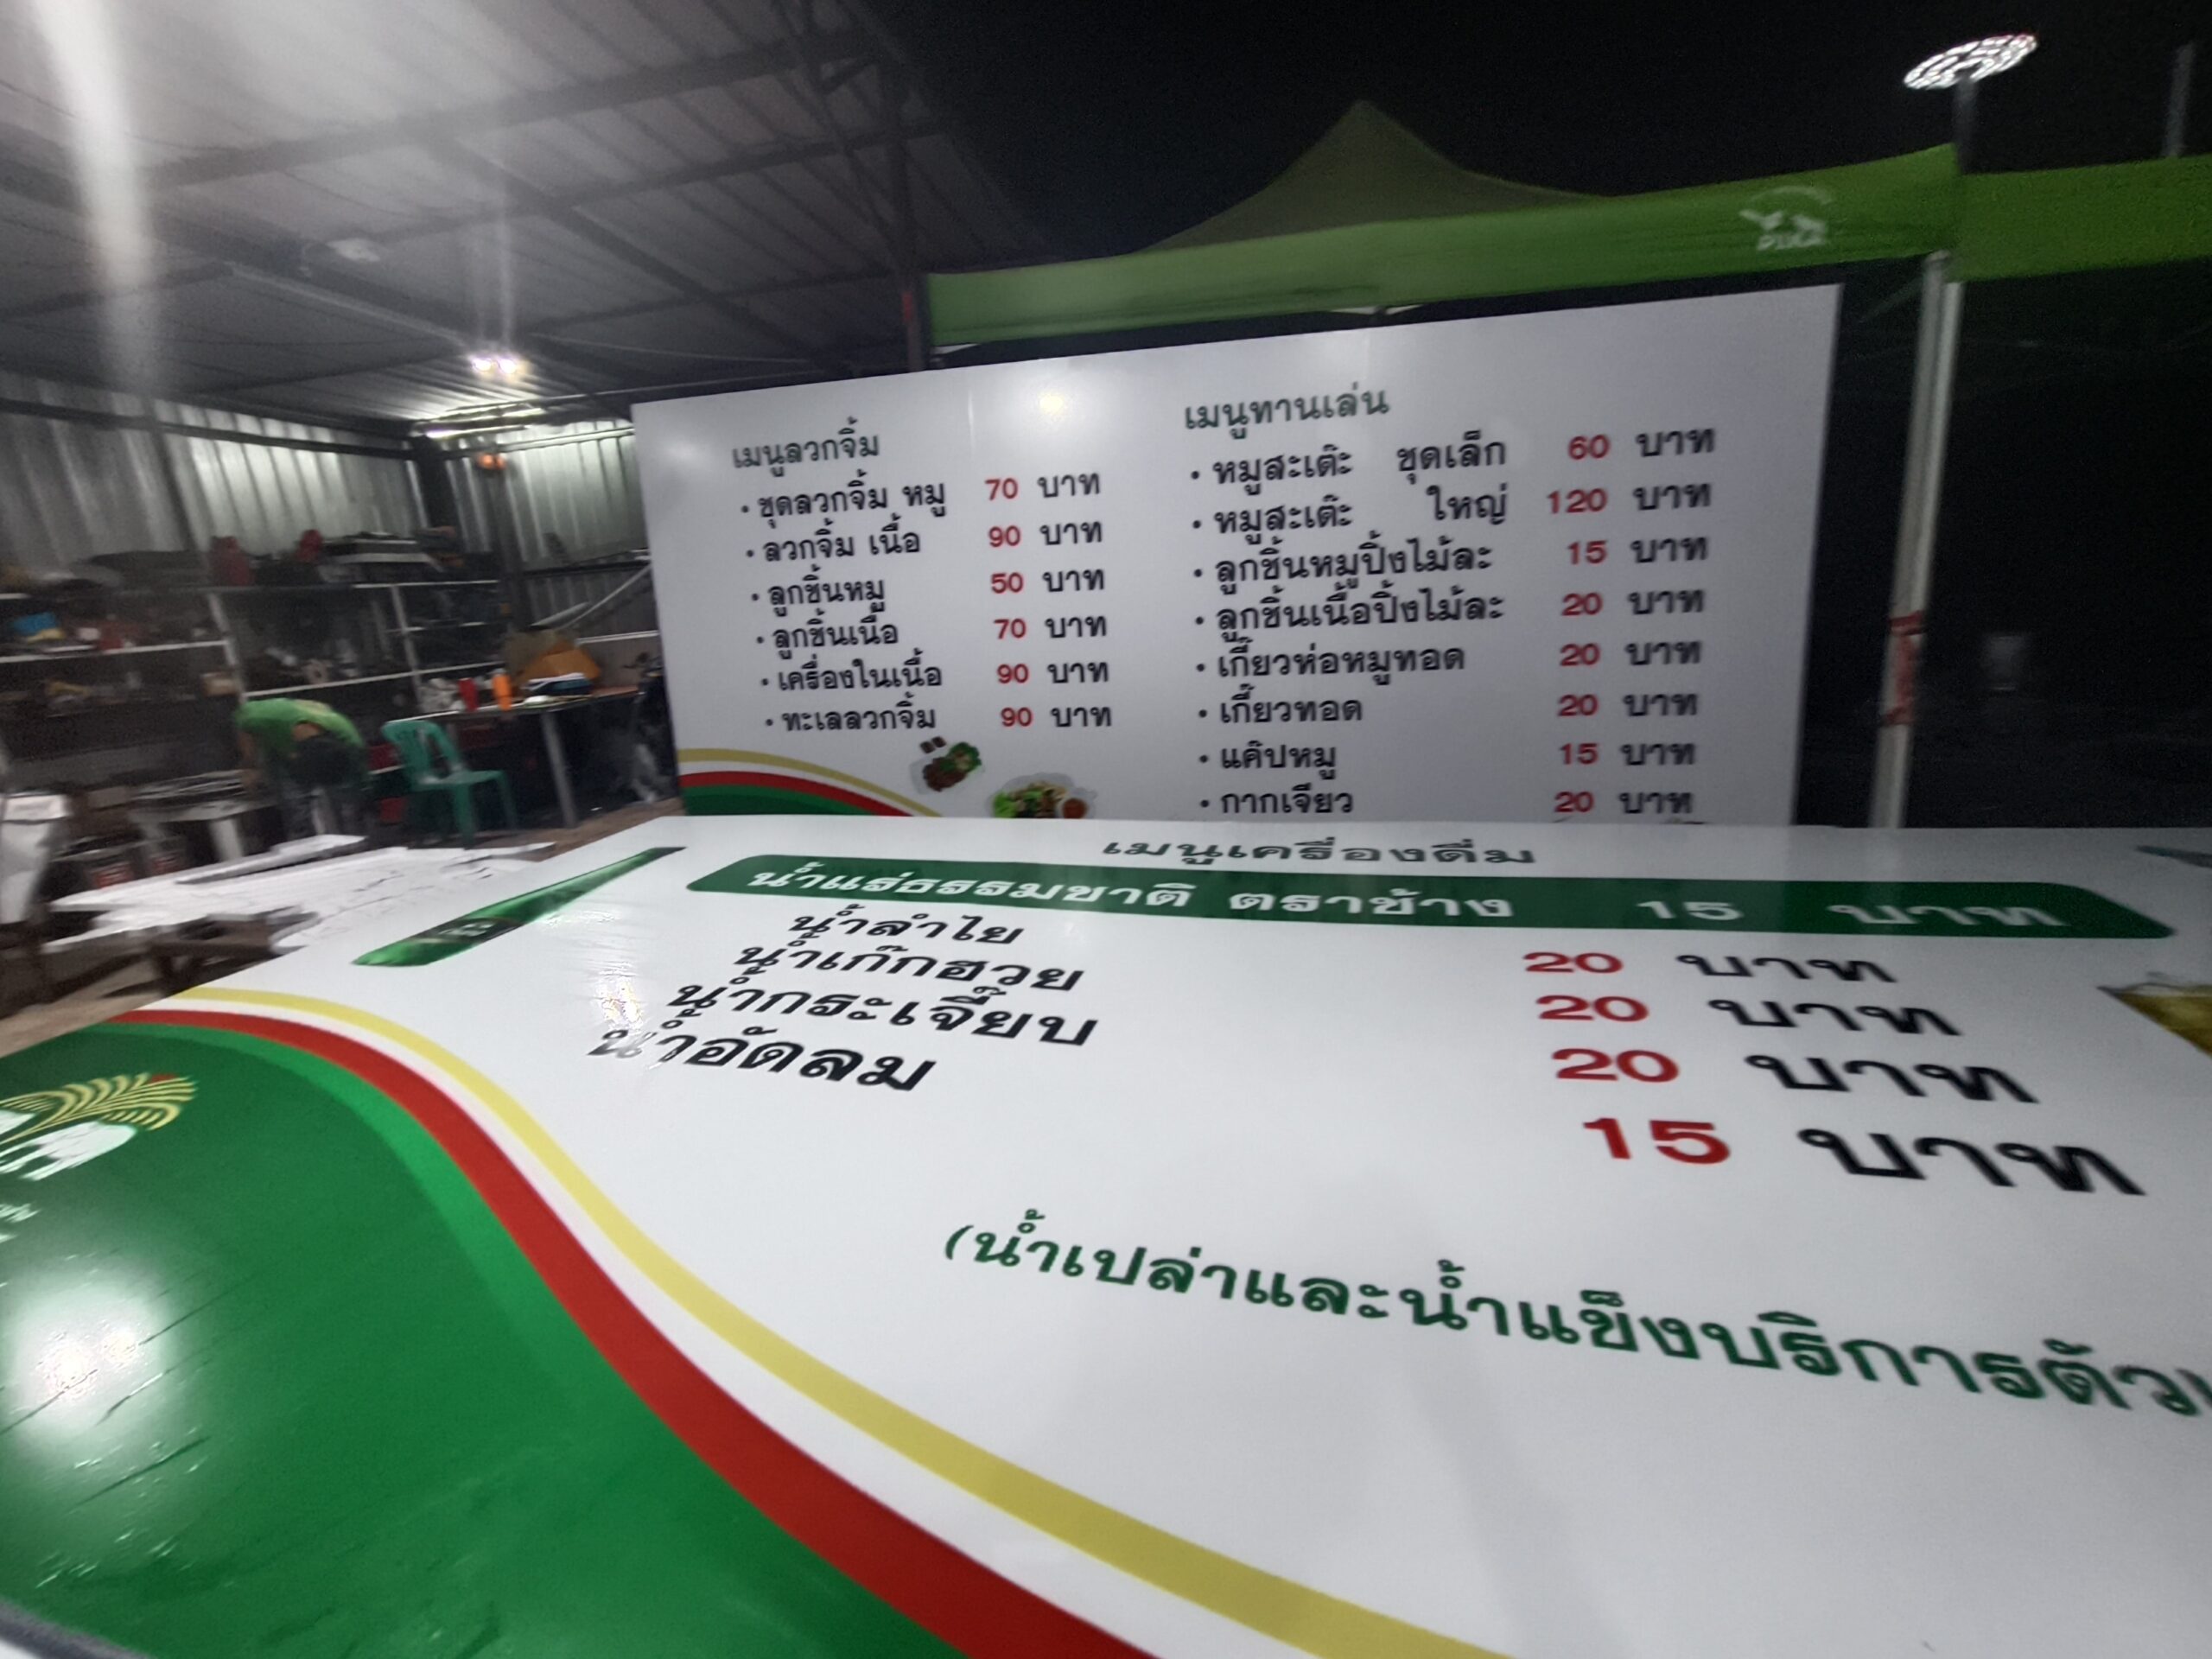 เมนูลวกจิ้ม
• ชุดลวกจิ้ม หมู 70 บาท
• ลวกจิ้ม เนื้อ 90 บาท
• ลูกชิ้นหมู 50 บาท
• ลูกชิ้นเนื้อ 70 บาท
• เครื่องในเนื้อ 90 บาท
• ทะเลลวกจิ้ม 90 บาท
เมนูทานเล่น
• หมูสะเต๊ะ ชุดเล็ก 60 บาท
• หมูสะเต๊ะ ใหญ่ 120 บาท
• ลูกชิ้นหมูปิ้งไม้ละ 15 บาท
• ลูกชิ้นเนื้อปิ้งไม้ละ 20 บาท
• เกี๊ยวห่อหมูทอด 20 บาท
• เกี๊ยวทอด 20 บาท
• แค๊ปหมู 15 บาท
• กากเจียว 20 บาท
เมนูเครื่องดื่ม
น้ำแร่ธรรมชาติ ตราช้าง 15 บาท
น้ำลำไย 20 บาท
น้ำเก๊กฮวย 20 บาท
น้ำกระเจี๊ยบ 20 บาท
น้ำอัดลม 15 บาท
(น้ำเปล่าและน้ำแข็งบริการตัว